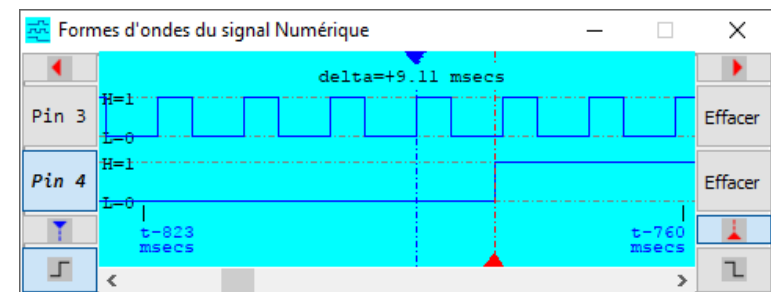 Formes d'ondes du signal Numérique
delta=+9.11 msecs
Pin 3
H=1
L=0
Effacer
Pin 4
H=1
L=0
Effacer
t-823
msecs
t-760
msecs